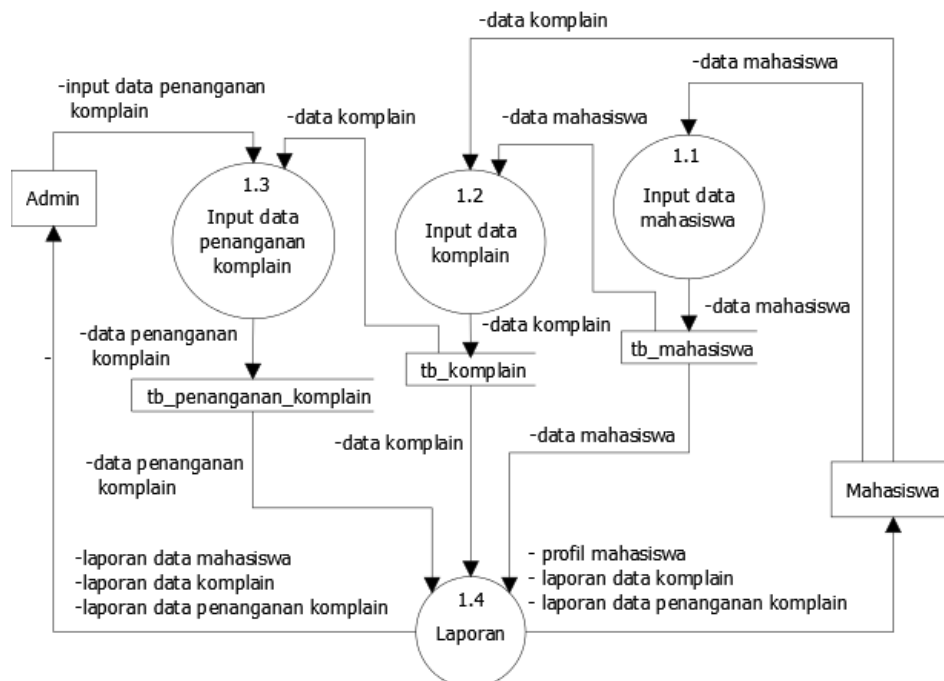 -data komplain
-data mahasiswa
-input data penanganan
komplain
-data komplain
-data mahasiswa
Admin
1.3
Input data
penanganan
komplain
1.2
Input data
komplain
1.1
Input data
mahasiswa
-data penanganan
komplain
-data komplain
-data mahasiswa
-
tb_penanganan_komplain
tb_komplain
tb_mahasiswa
-data penanganan
komplain
-data komplain
-data mahasiswa
Mahasiswa
-laporan data mahasiswa
-laporan data komplain
-laporan data penanganan komplain
- profil mahasiswa
- laporan data komplain
- laporan data penanganan komplain
1.4
Laporan